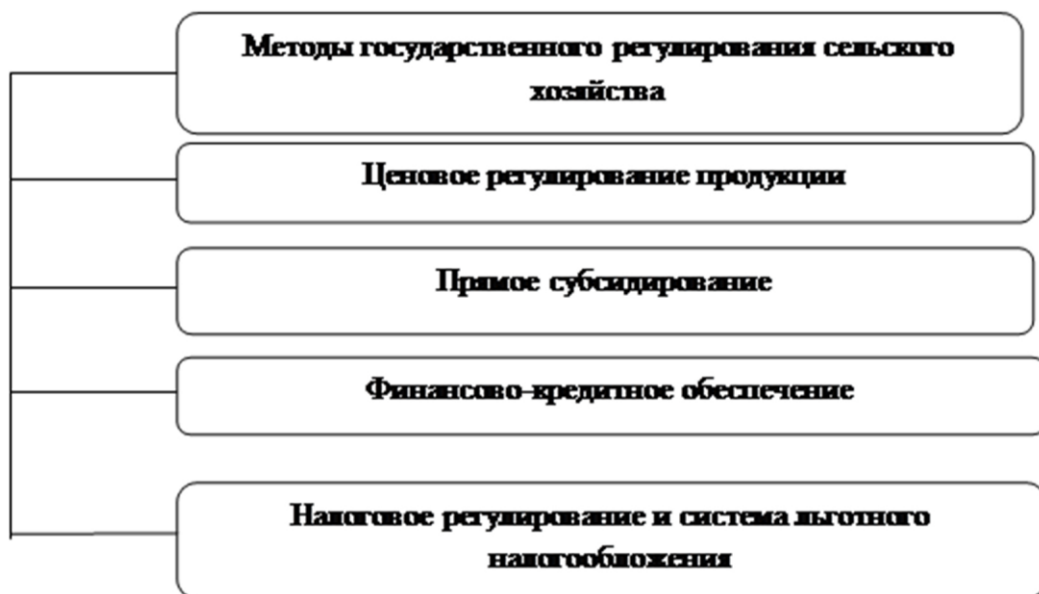 Методы государственного регулирования сельского
хозяйства
Ценовое регулирование продукции
Прямое субсидирование
Финансово-кредитное обеспечение
Налоговое регулирование и система льготного
налогообложения